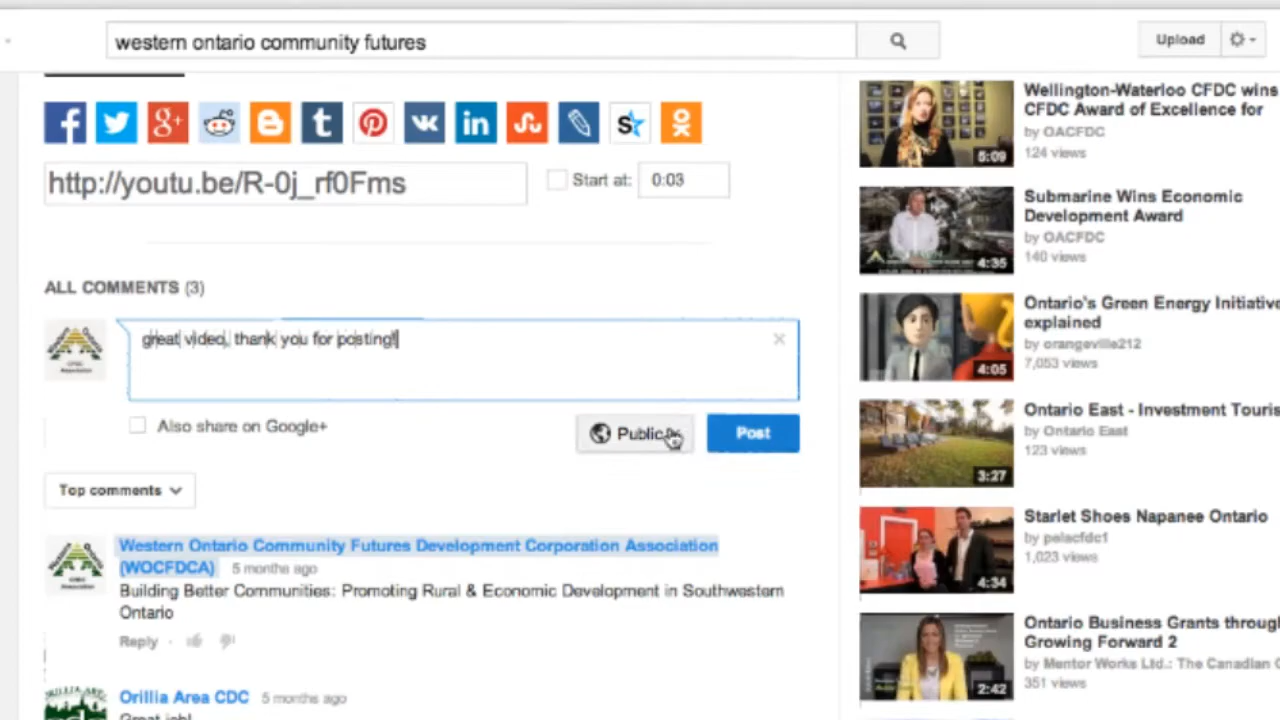 western ontario community futures
Upload
http://youtu.be/R-0j_rf0Fms
Start at: 0:03
ALL COMMENTS (3)
great video, thank you for posting!
Also share on Google+
Public
Post
Top comments
Western Ontario Community Futures Development Corporation Association
(WOCFDCA) 5 months ago
Building Better Communities: Promoting Rural & Economic Development in Southwestern
Ontario
Reply
Orillia Area CDC 5 months ago
Great job!
Wellington-Waterloo CFDC wins
CFDC Award of Excellence for
by OACFDC
124 views
5:09
Submarine Wins Economic
Development Award
by OACFDC
140 views
4:35
Ontario's Green Energy Initiative
explained
by orangeville212
7,053 views
4:05
Ontario East - Investment Touris
by Ontario East
123 views
3:27
Starlet Shoes Napanee Ontario
by pelacfdc1
1,023 views
4:34
Ontario Business Grants through
Growing Forward 2
by Mentor Works Ltd.: The Canadian
351 views
2:42